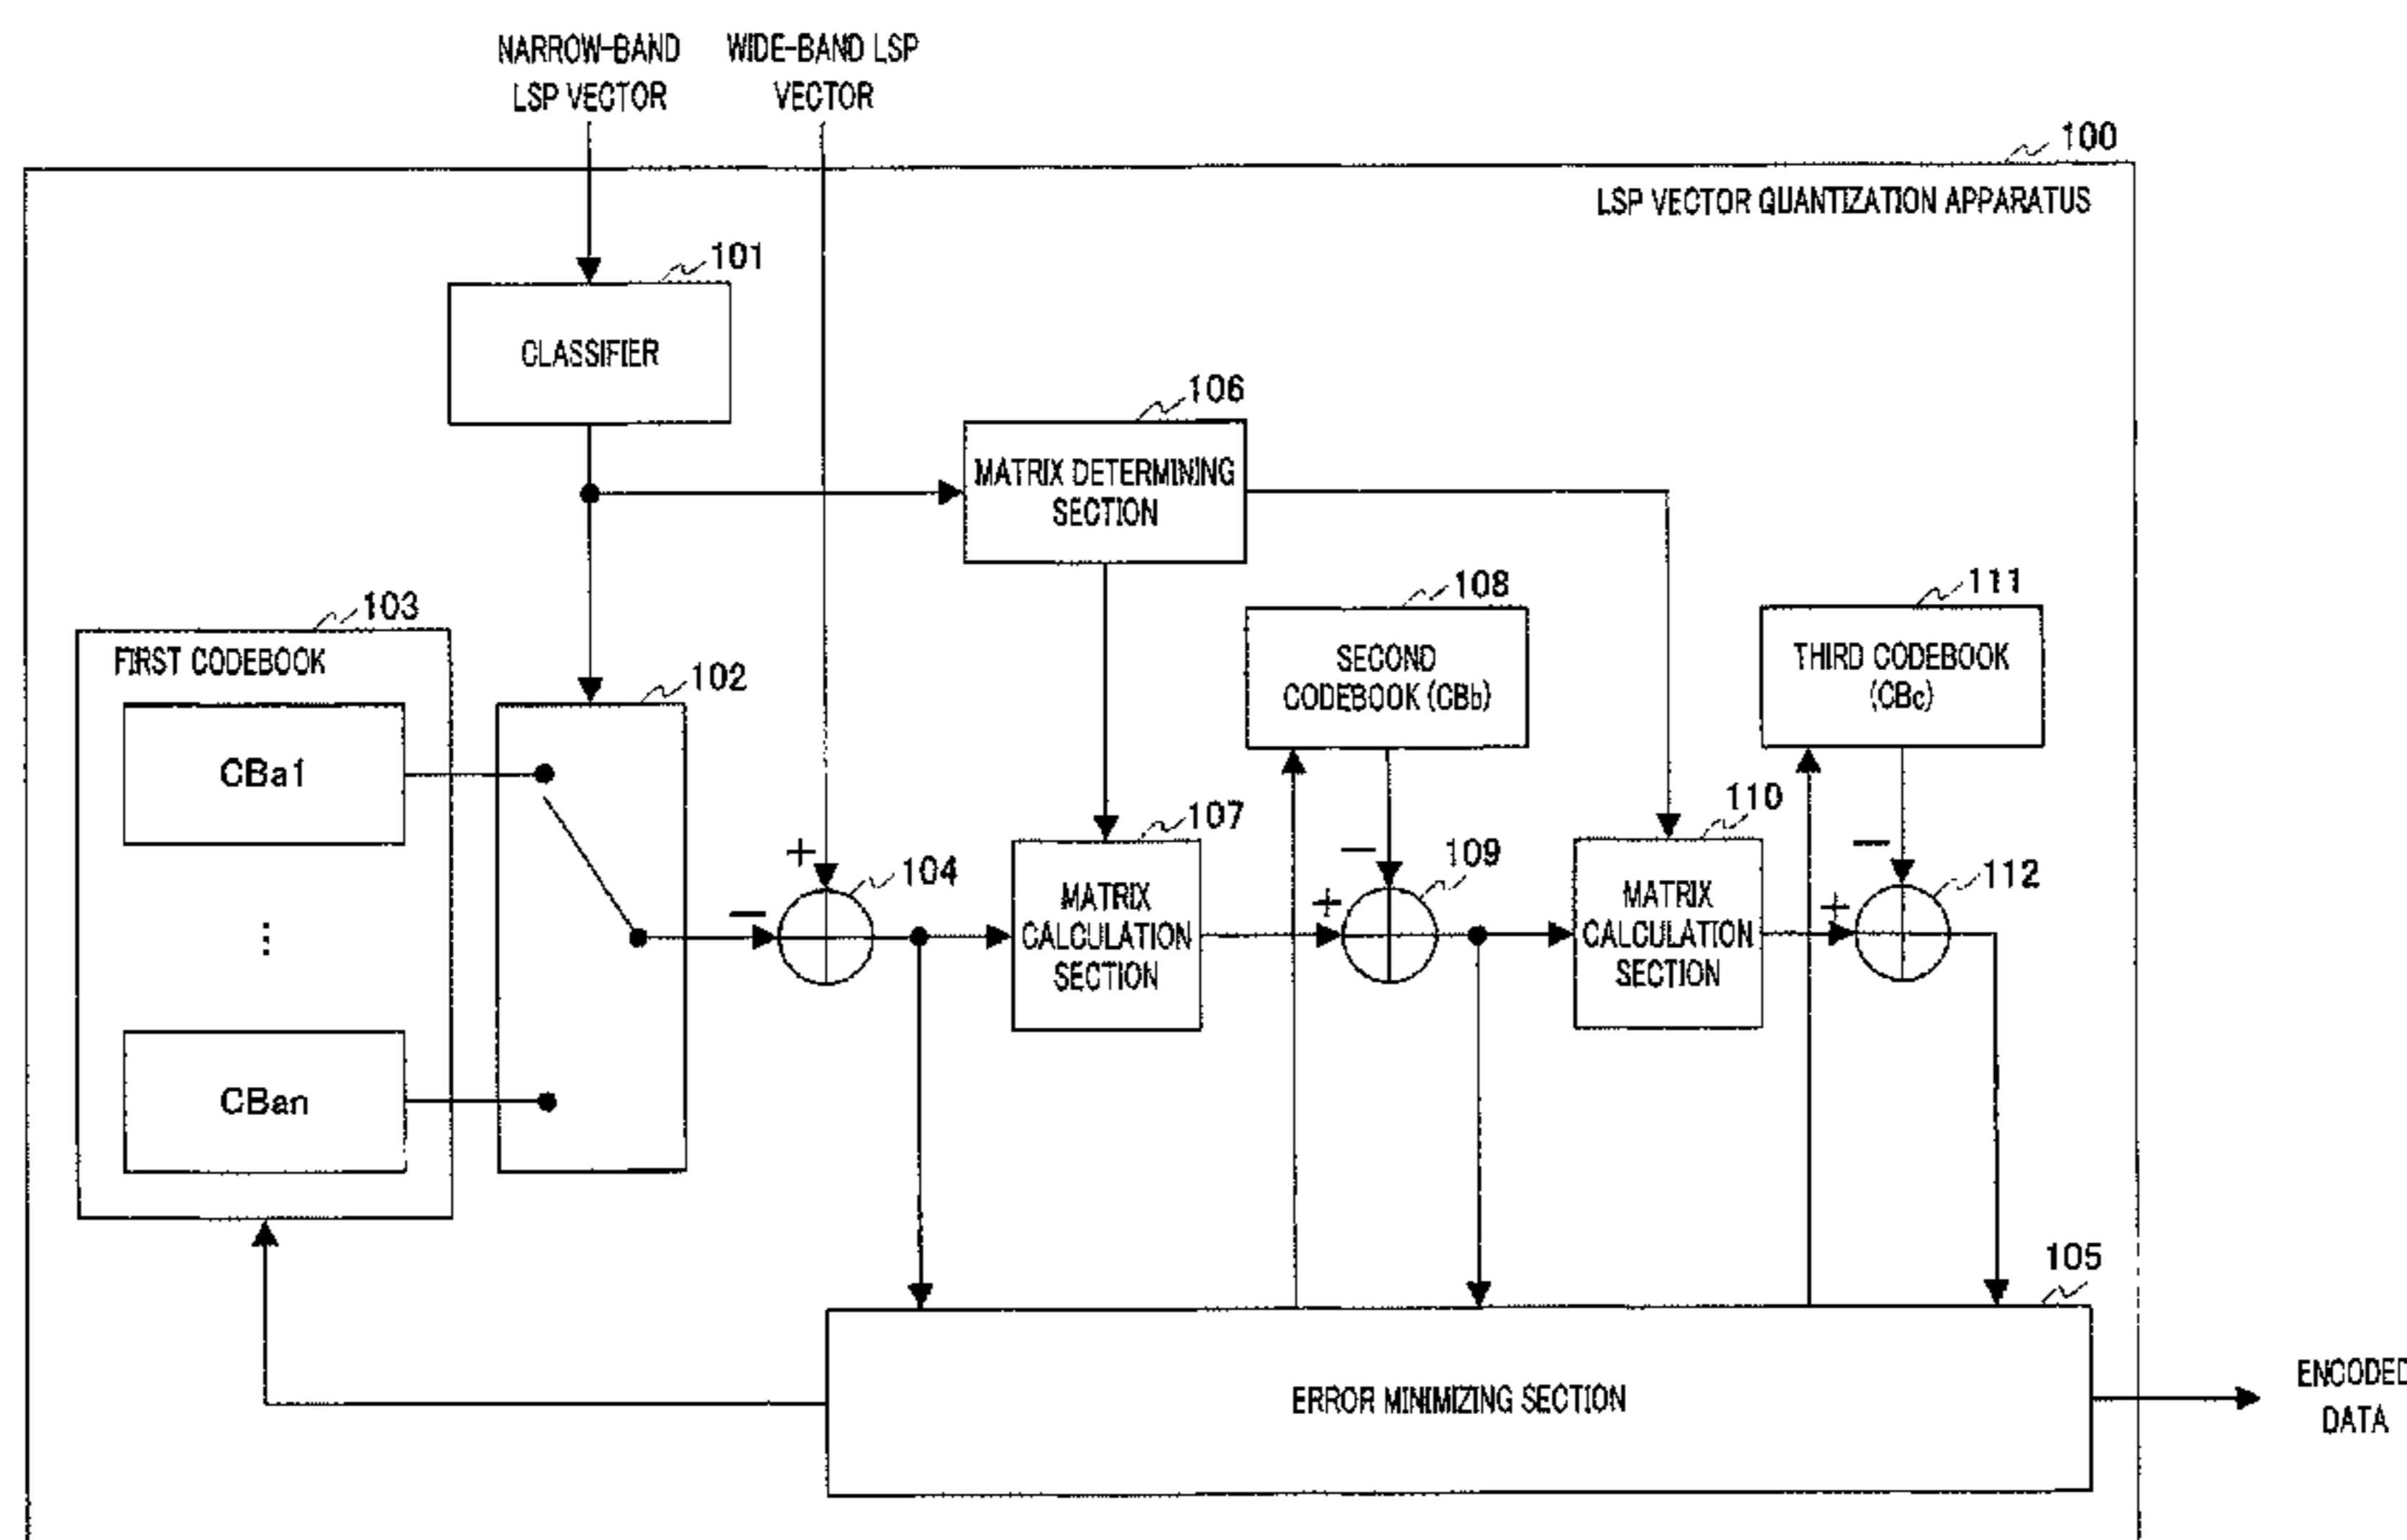 NARROW-BAND
LSP VECTOR
WIDE-BAND LSP
VECTOR
100
LSP VECTOR QUANTIZATION APPARATUS
101
CLASSIFIER
106
MATRIX DETERMINING
SECTION
103
FIRST CODEBOOK
CBa1
⋮
CBan
102
108
SECOND
CODEBOOK (CBb)
111
THIRD CODEBOOK
(CBc)
+
−
104
107
MATRIX
CALCULATION
SECTION
−
+
109
110
MATRIX
CALCULATION
SECTION
−
+
112
105
ERROR MINIMIZING SECTION
ENCODED
DATA